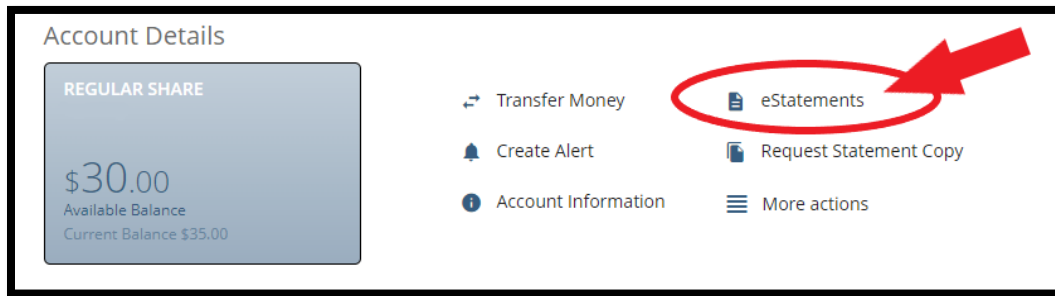 Account Details
REGULAR SHARE
$30.00
Available Balance
Current Balance $35.00
Transfer Money
eStatements
Create Alert
Request Statement Copy
Account Information
More actions